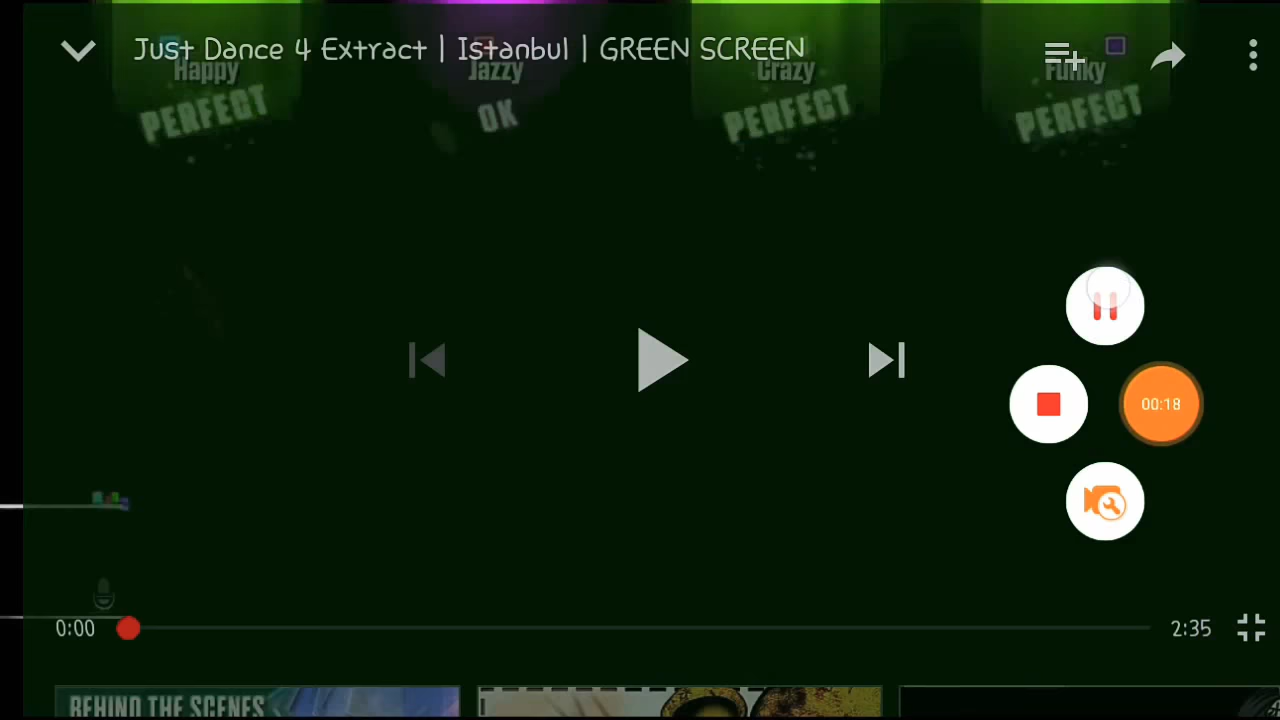 Just Dance 4 Extract | Istanbul | GREEN SCREEN
Happy
Jazzy
Crazy
Funky
PERFECT
OK
PERFECT
PERFECT
00:18
0:00
2:35
BEHIND THE SCENES